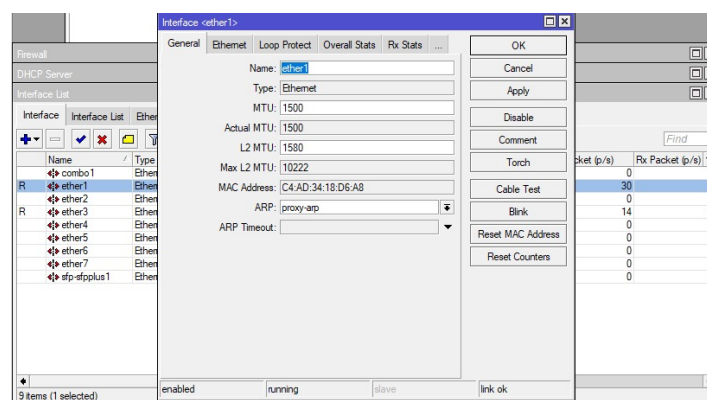 Interface <ether1>
General Ethernet Loop Protect Overall Stats Rx Stats ...
Name: ether1
Type: Ethernet
MTU: 1500
Actual MTU: 1500
L2 MTU: 1580
Max L2 MTU: 10222
MAC Address: C4:AD:34:18:D6:A8
ARP: proxy-arp
ARP Timeout:
OK
Cancel
Apply
Disable
Comment
Torch
Cable Test
Blink
Reset MAC Address
Reset Counters
enabled running slave link ok
Firewall
DHCP Server
Interface List
Interface Interface List Ether
Find
Name Type cket (p/s) Rx Packet (p/s)
combo1 Ethern 0
R ether1 Ethern 30
ether2 Ethern 0
R ether3 Ethern 14
ether4 Ethern 0
ether5 Ethern 0
ether6 Ethern 0
ether7 Ethern 0
sfp-sfpplus1 Ethern 0
9 items (1 selected)